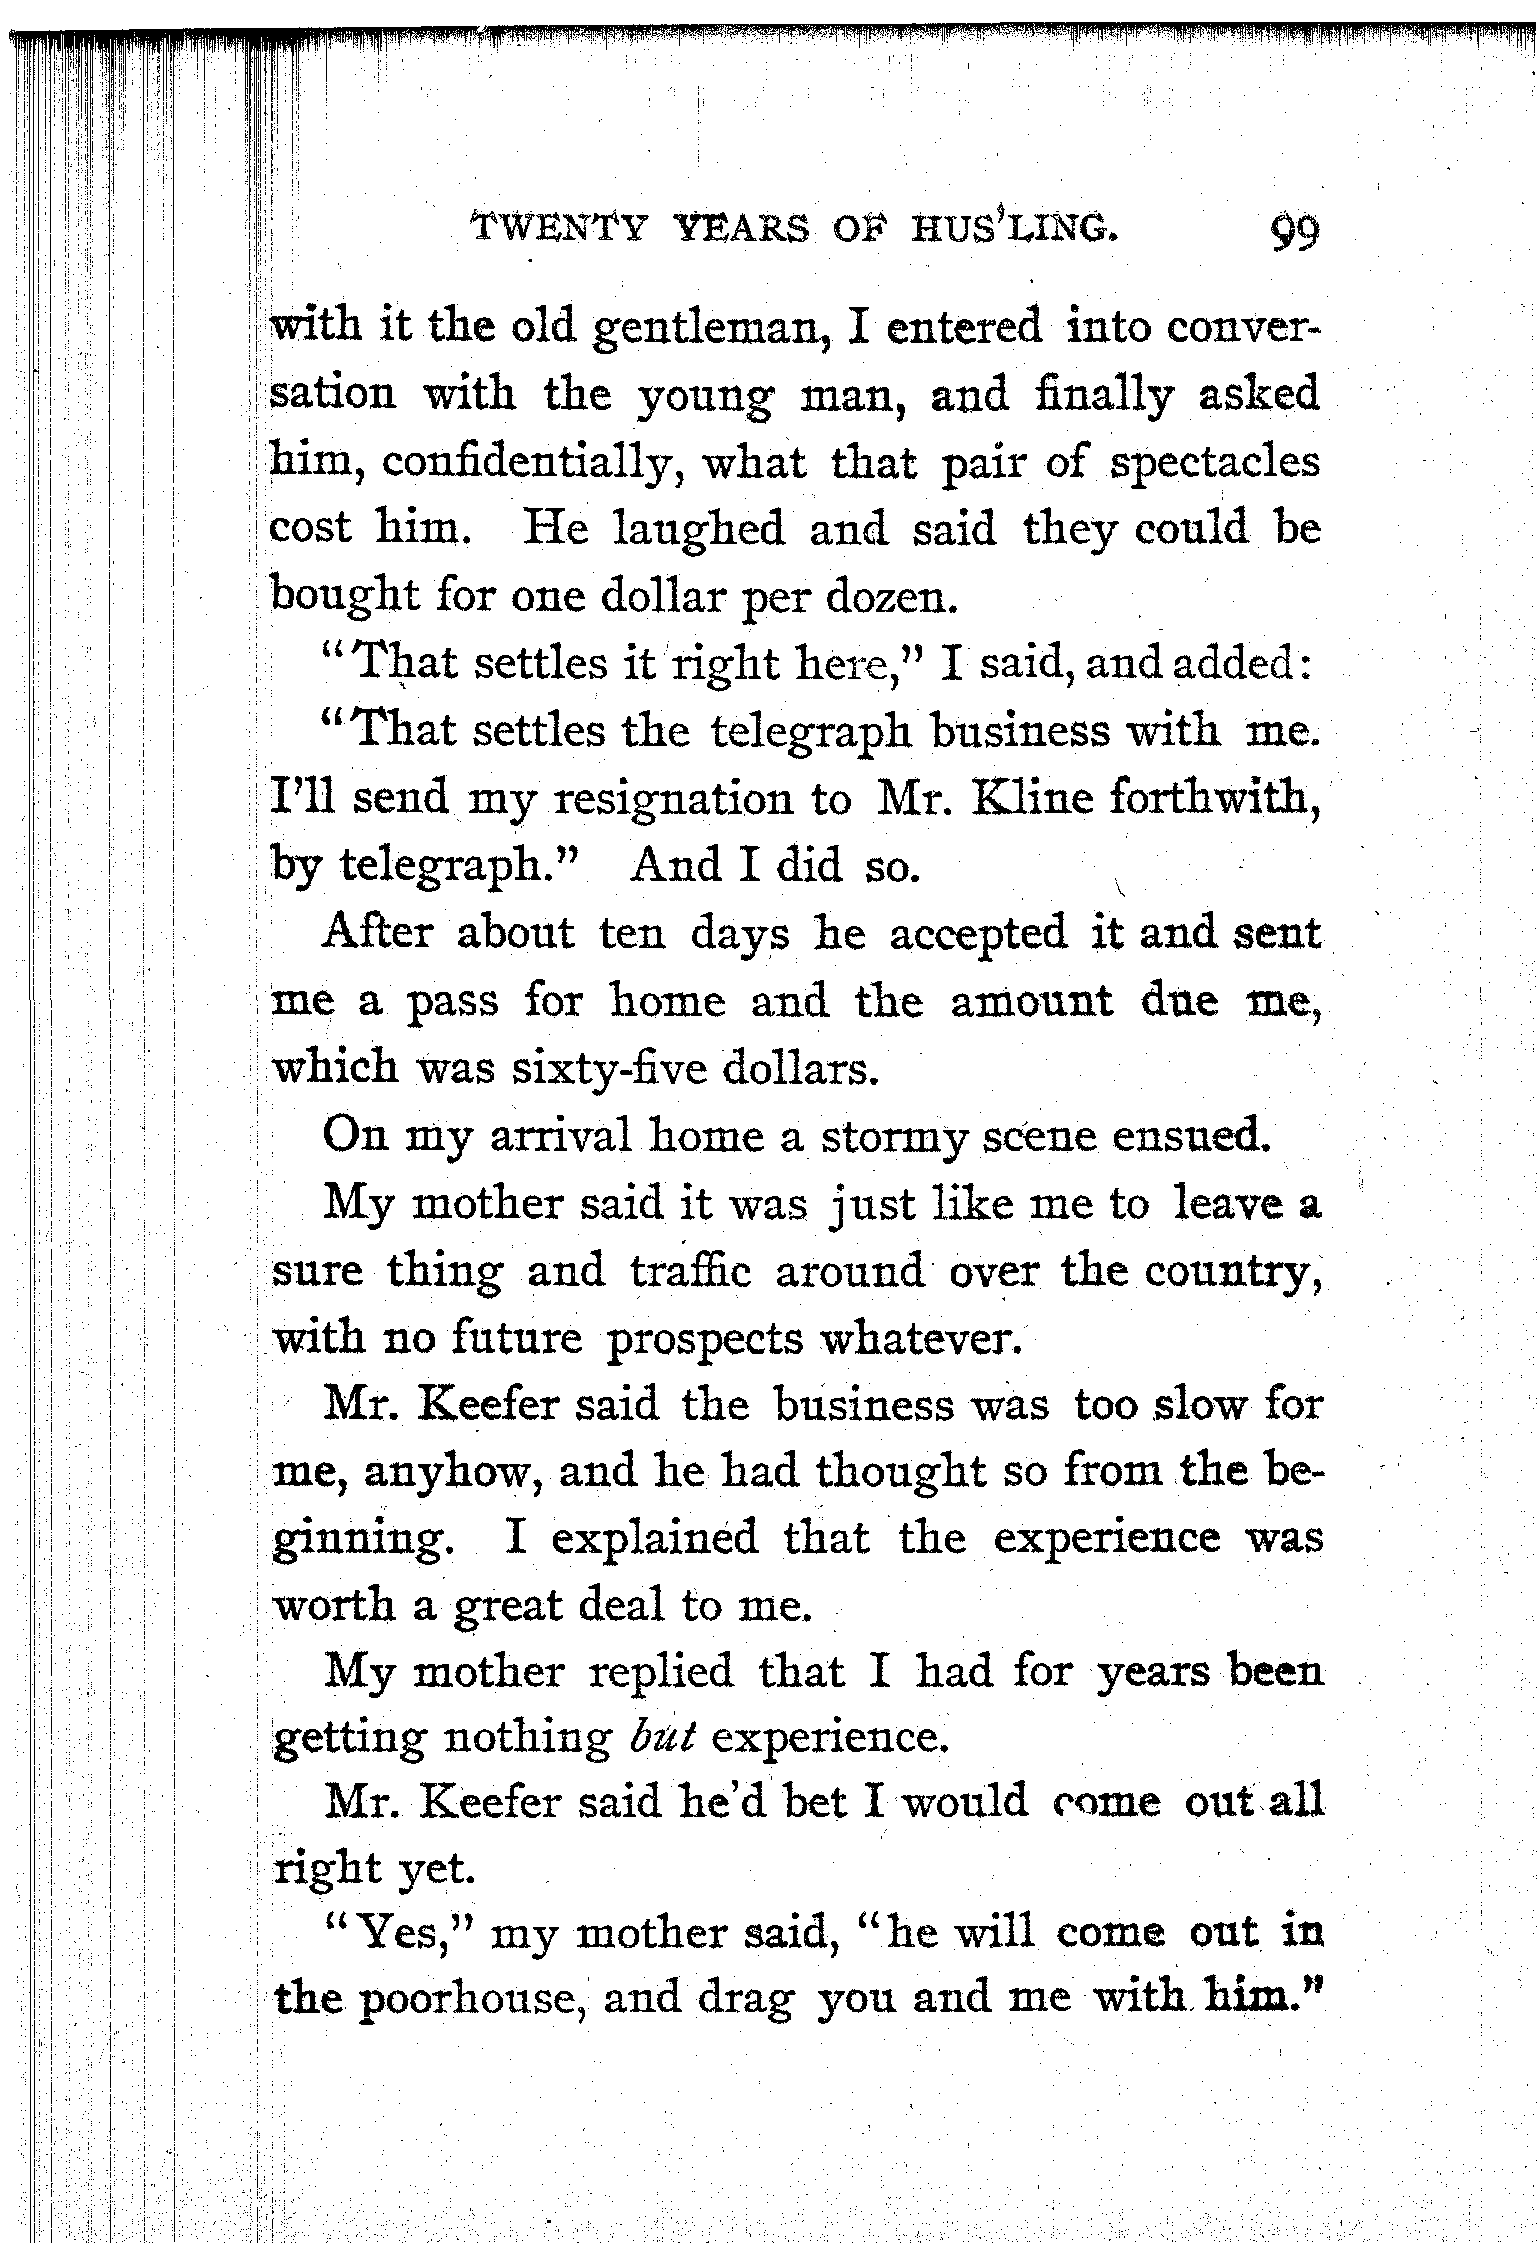 TWENTY YEARS OF HUS'LING. 99
with it the old gentleman, I entered into conver-
sation with the young man, and finally asked
him, confidentially, what that pair of spectacles
cost him. He laughed and said they could be
bought for one dollar per dozen.
"That settles it right here," I said, and added:
"That settles the telegraph business with me.
I'll send my resignation to Mr. Kline forthwith,
by telegraph." And I did so.
After about ten days he accepted it and sent
me a pass for home and the amount due me,
which was sixty-five dollars.
On my arrival home a stormy scene ensued.
My mother said it was just like me to leave a
sure thing and traffic around over the country,
with no future prospects whatever.
Mr. Keefer said the business was too slow for
me, anyhow, and he had thought so from the be-
ginning. I explained that the experience was
worth a great deal to me.
My mother replied that I had for years been
getting nothing but experience.
Mr. Keefer said he'd bet I would come out all
right yet.
"Yes," my mother said, "he will come out in
the poorhouse, and drag you and me with him."